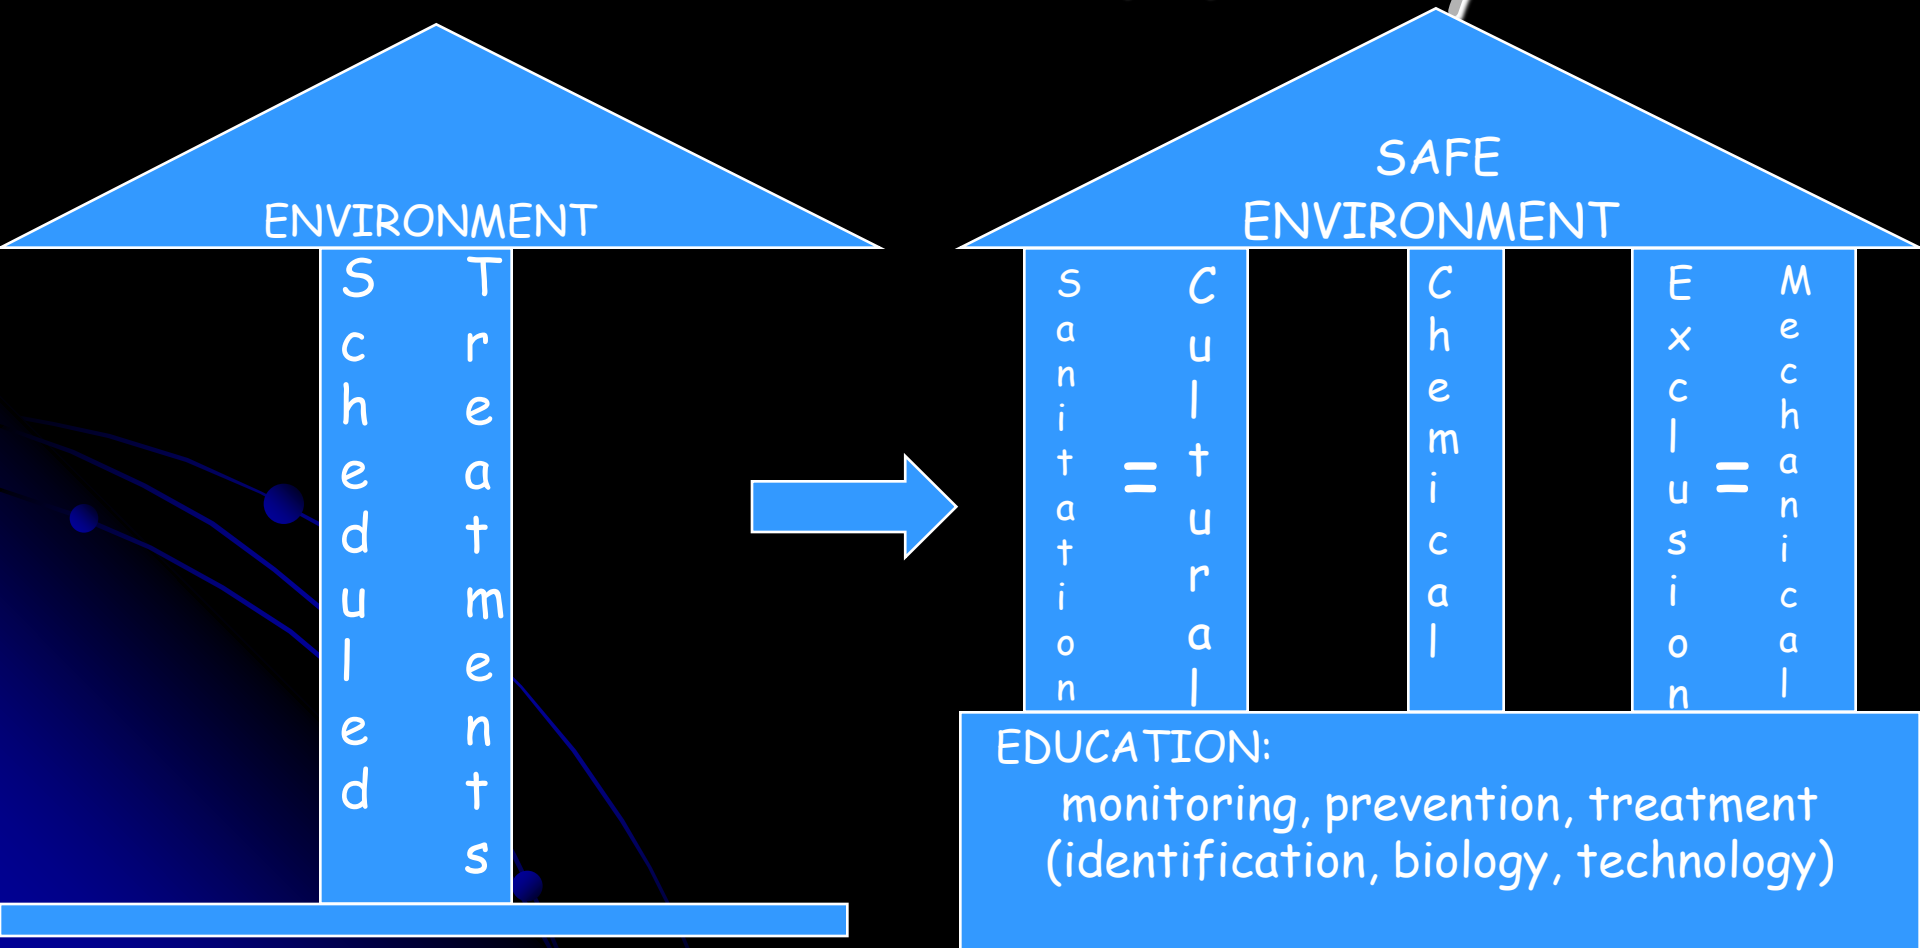 ENVIRONMENT
Scheduled
Treatments
SAFE
ENVIRONMENT
Sanitation
=
Cultural
Chemical
Exclusion
=
Mechanical
EDUCATION:
monitoring, prevention, treatment
(identification, biology, technology)